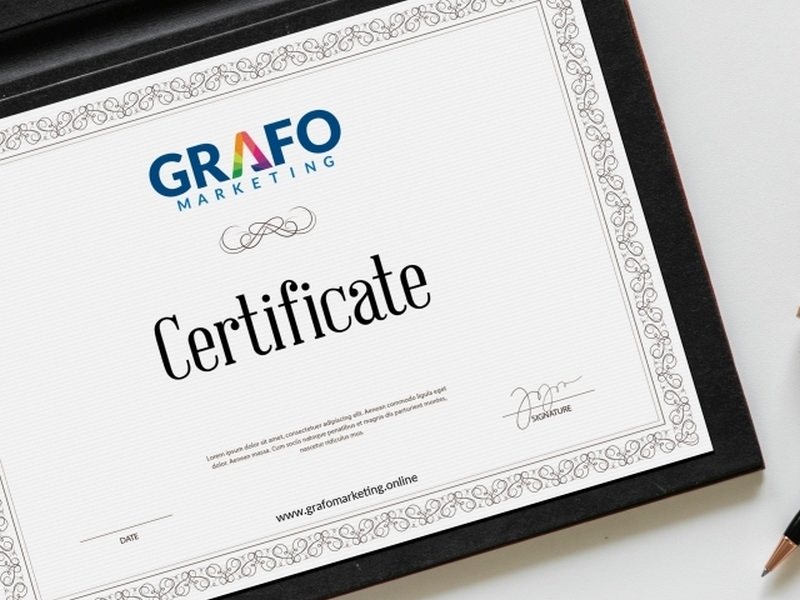 GRAFO
MARKETING
Certificate
Lorem ipsum dolor sit amet, consectetuer adipiscing elit. Aenean commodo ligula eget
dolor. Aenean massa. Cum sociis natoque penatibus et magnis dis parturient montes,
nascetur ridiculus mus.
SIGNATURE
www.grafomarketing.online
DATE